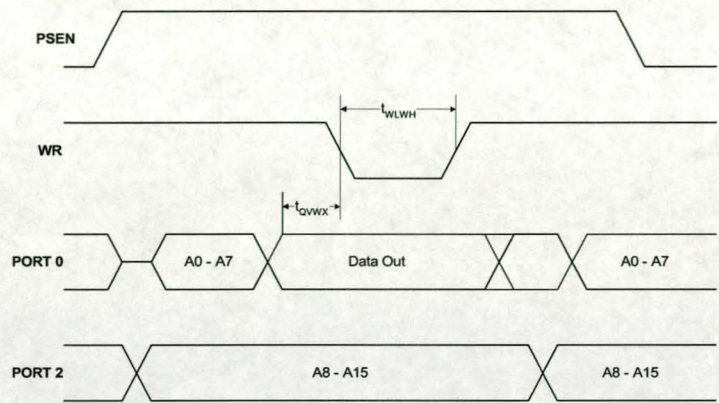 PSEN
tWLWH
WR
tQVWX
PORT 0
A0 - A7
Data Out
A0 - A7
PORT 2
A8 - A15
A8 - A15